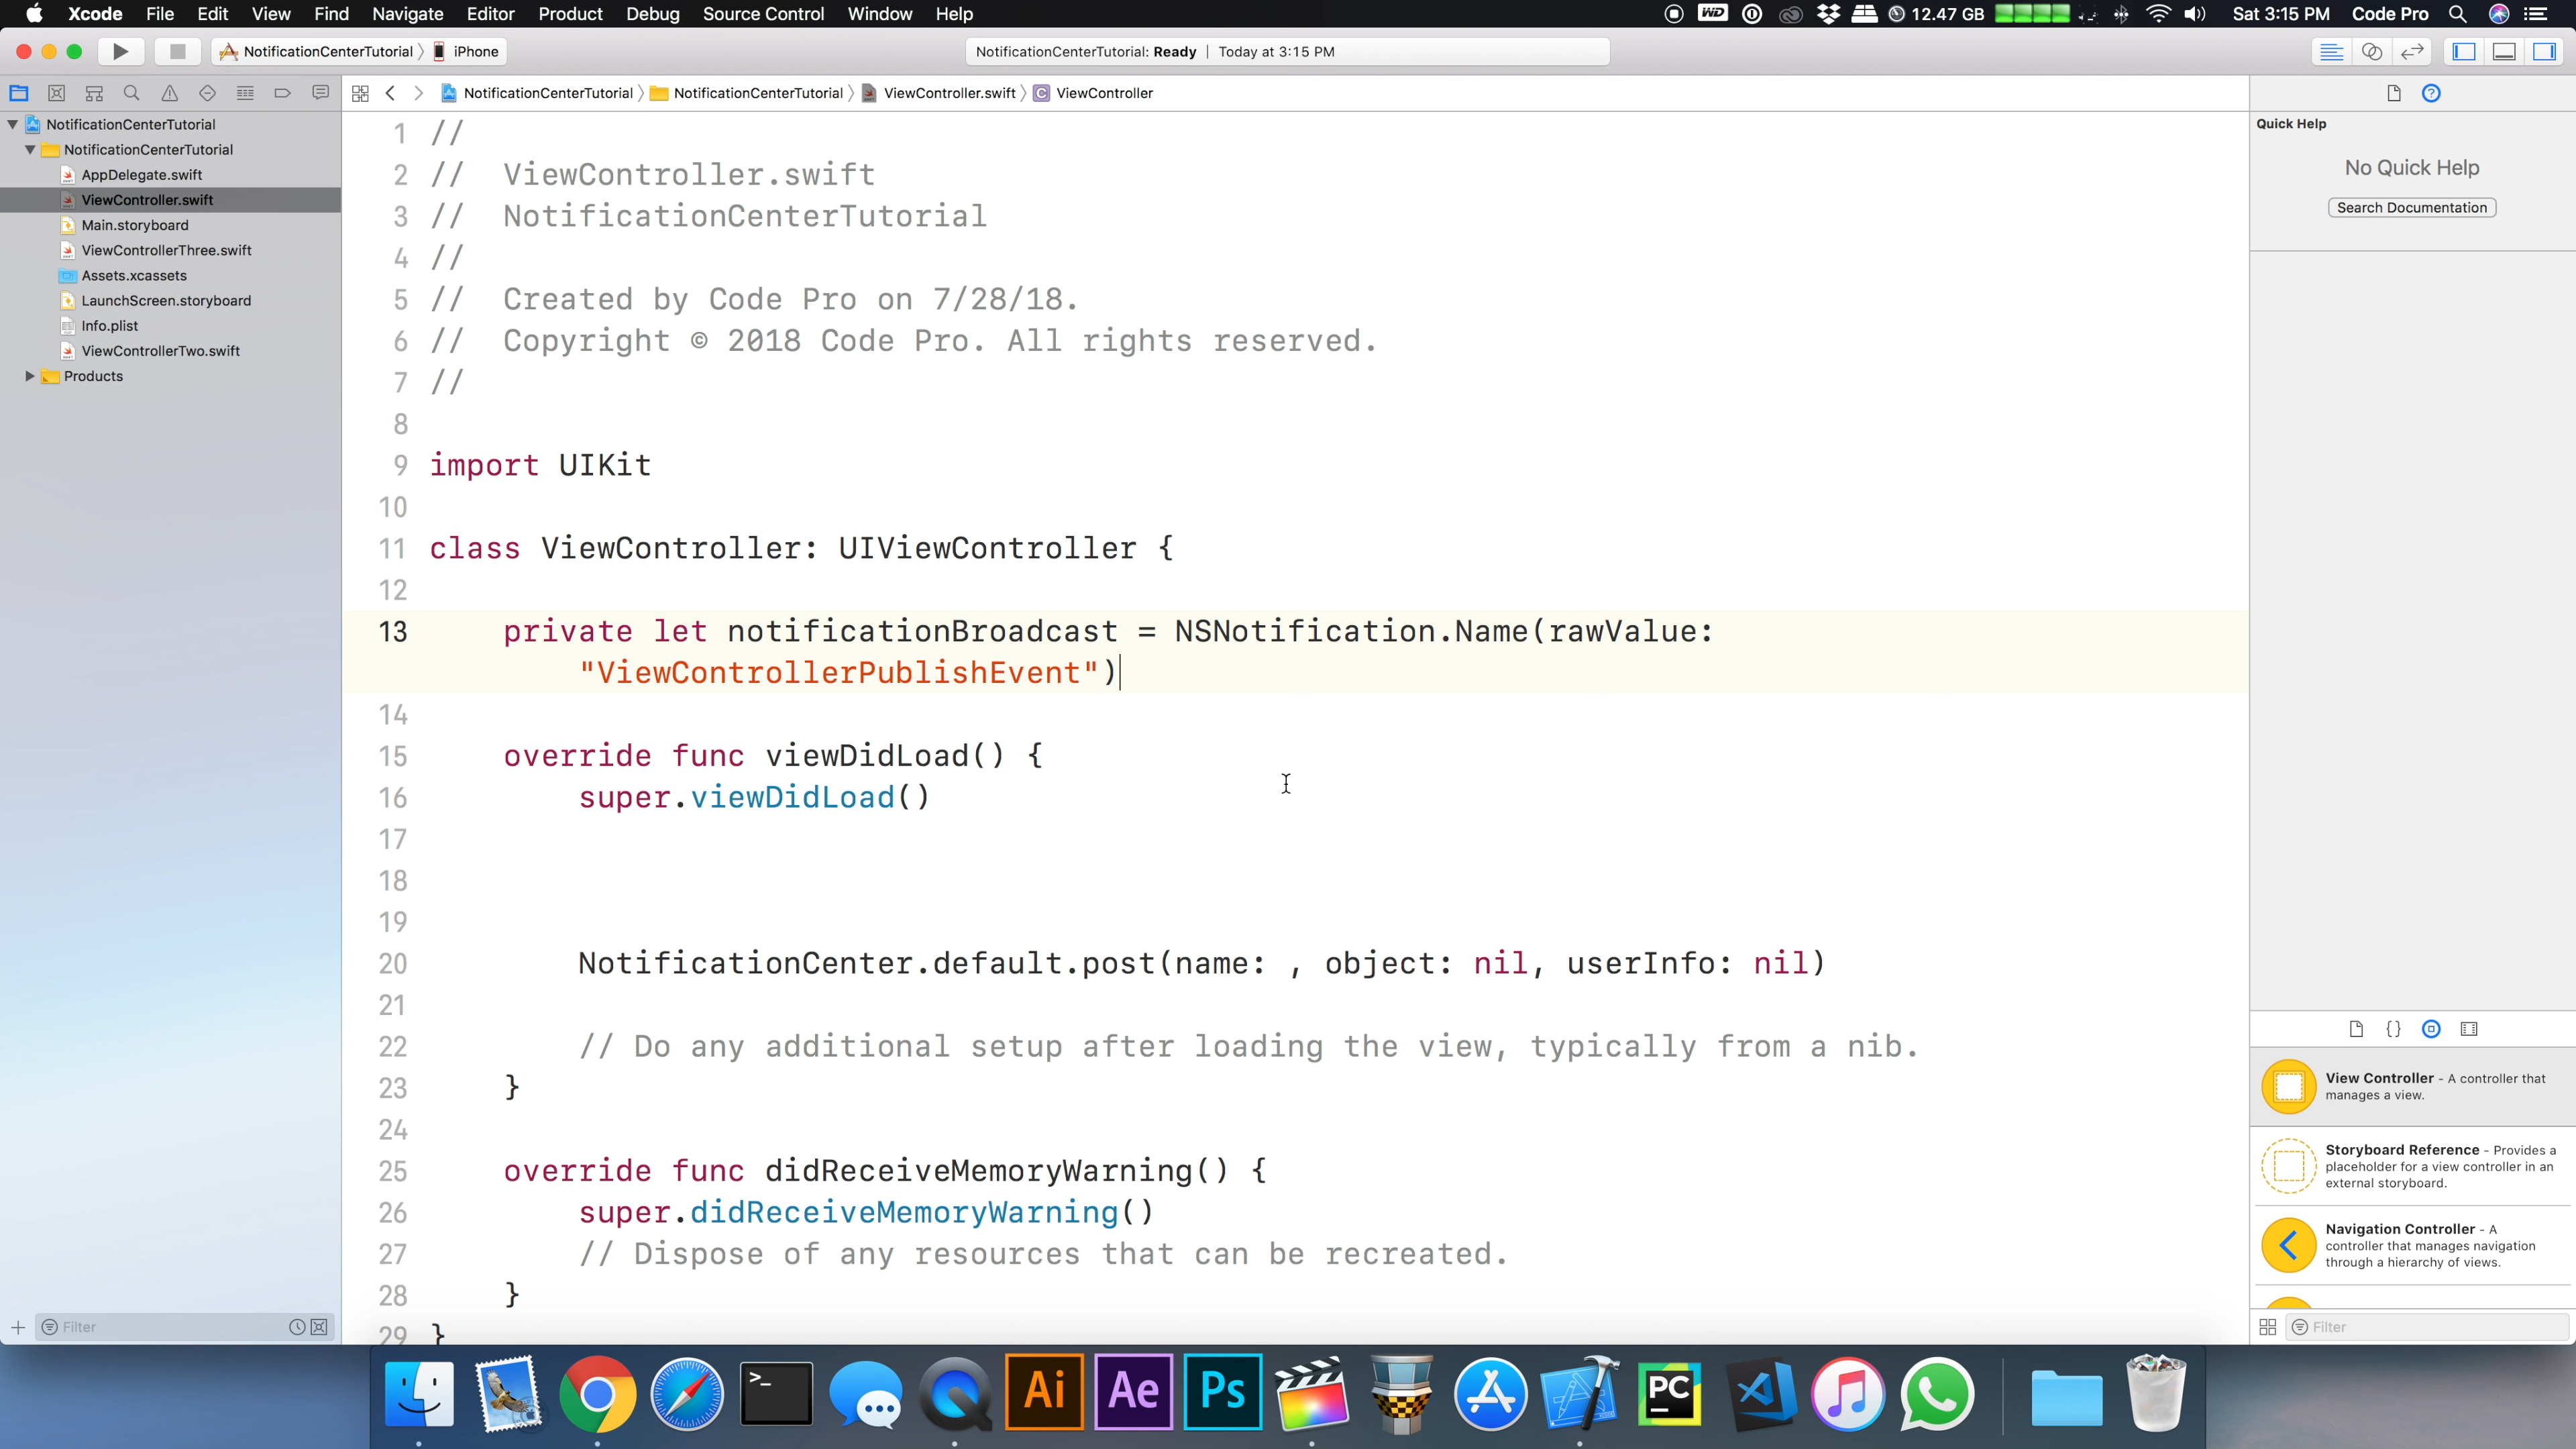 Xcode File Edit View Find Navigate Editor Product Debug Source Control Window Help WD 12.47 GB Sat 3:15 PM Code Pro
NotificationCenterTutorial iPhone NotificationCenterTutorial: Ready | Today at 3:15 PM
NotificationCenterTutorial NotificationCenterTutorial ViewController.swift C ViewController
NotificationCenterTutorial
NotificationCenterTutorial
AppDelegate.swift
ViewController.swift
Main.storyboard
ViewControllerThree.swift
Assets.xcassets
LaunchScreen.storyboard
Info.plist
ViewControllerTwo.swift
Products
Filter
1 //
2 // ViewController.swift
3 // NotificationCenterTutorial
4 //
5 // Created by Code Pro on 7/28/18.
6 // Copyright © 2018 Code Pro. All rights reserved.
7 //
8
9 import UIKit
10
11 class ViewController: UIViewController {
12
13 private let notificationBroadcast = NSNotification.Name(rawValue:
"ViewControllerPublishEvent")
14
15 override func viewDidLoad() {
16 super.viewDidLoad()
17
18
19
20 NotificationCenter.default.post(name: , object: nil, userInfo: nil)
21
22 // Do any additional setup after loading the view, typically from a nib.
23 }
24
25 override func didReceiveMemoryWarning() {
26 super.didReceiveMemoryWarning()
27 // Dispose of any resources that can be recreated.
28 }
29 }
Quick Help
No Quick Help
Search Documentation
{}
View Controller - A controller that
manages a view.
Storyboard Reference - Provides a
placeholder for a view controller in an
external storyboard.
Navigation Controller - A
controller that manages navigation
through a hierarchy of views.
Filter
>_ Ai Ae Ps PC